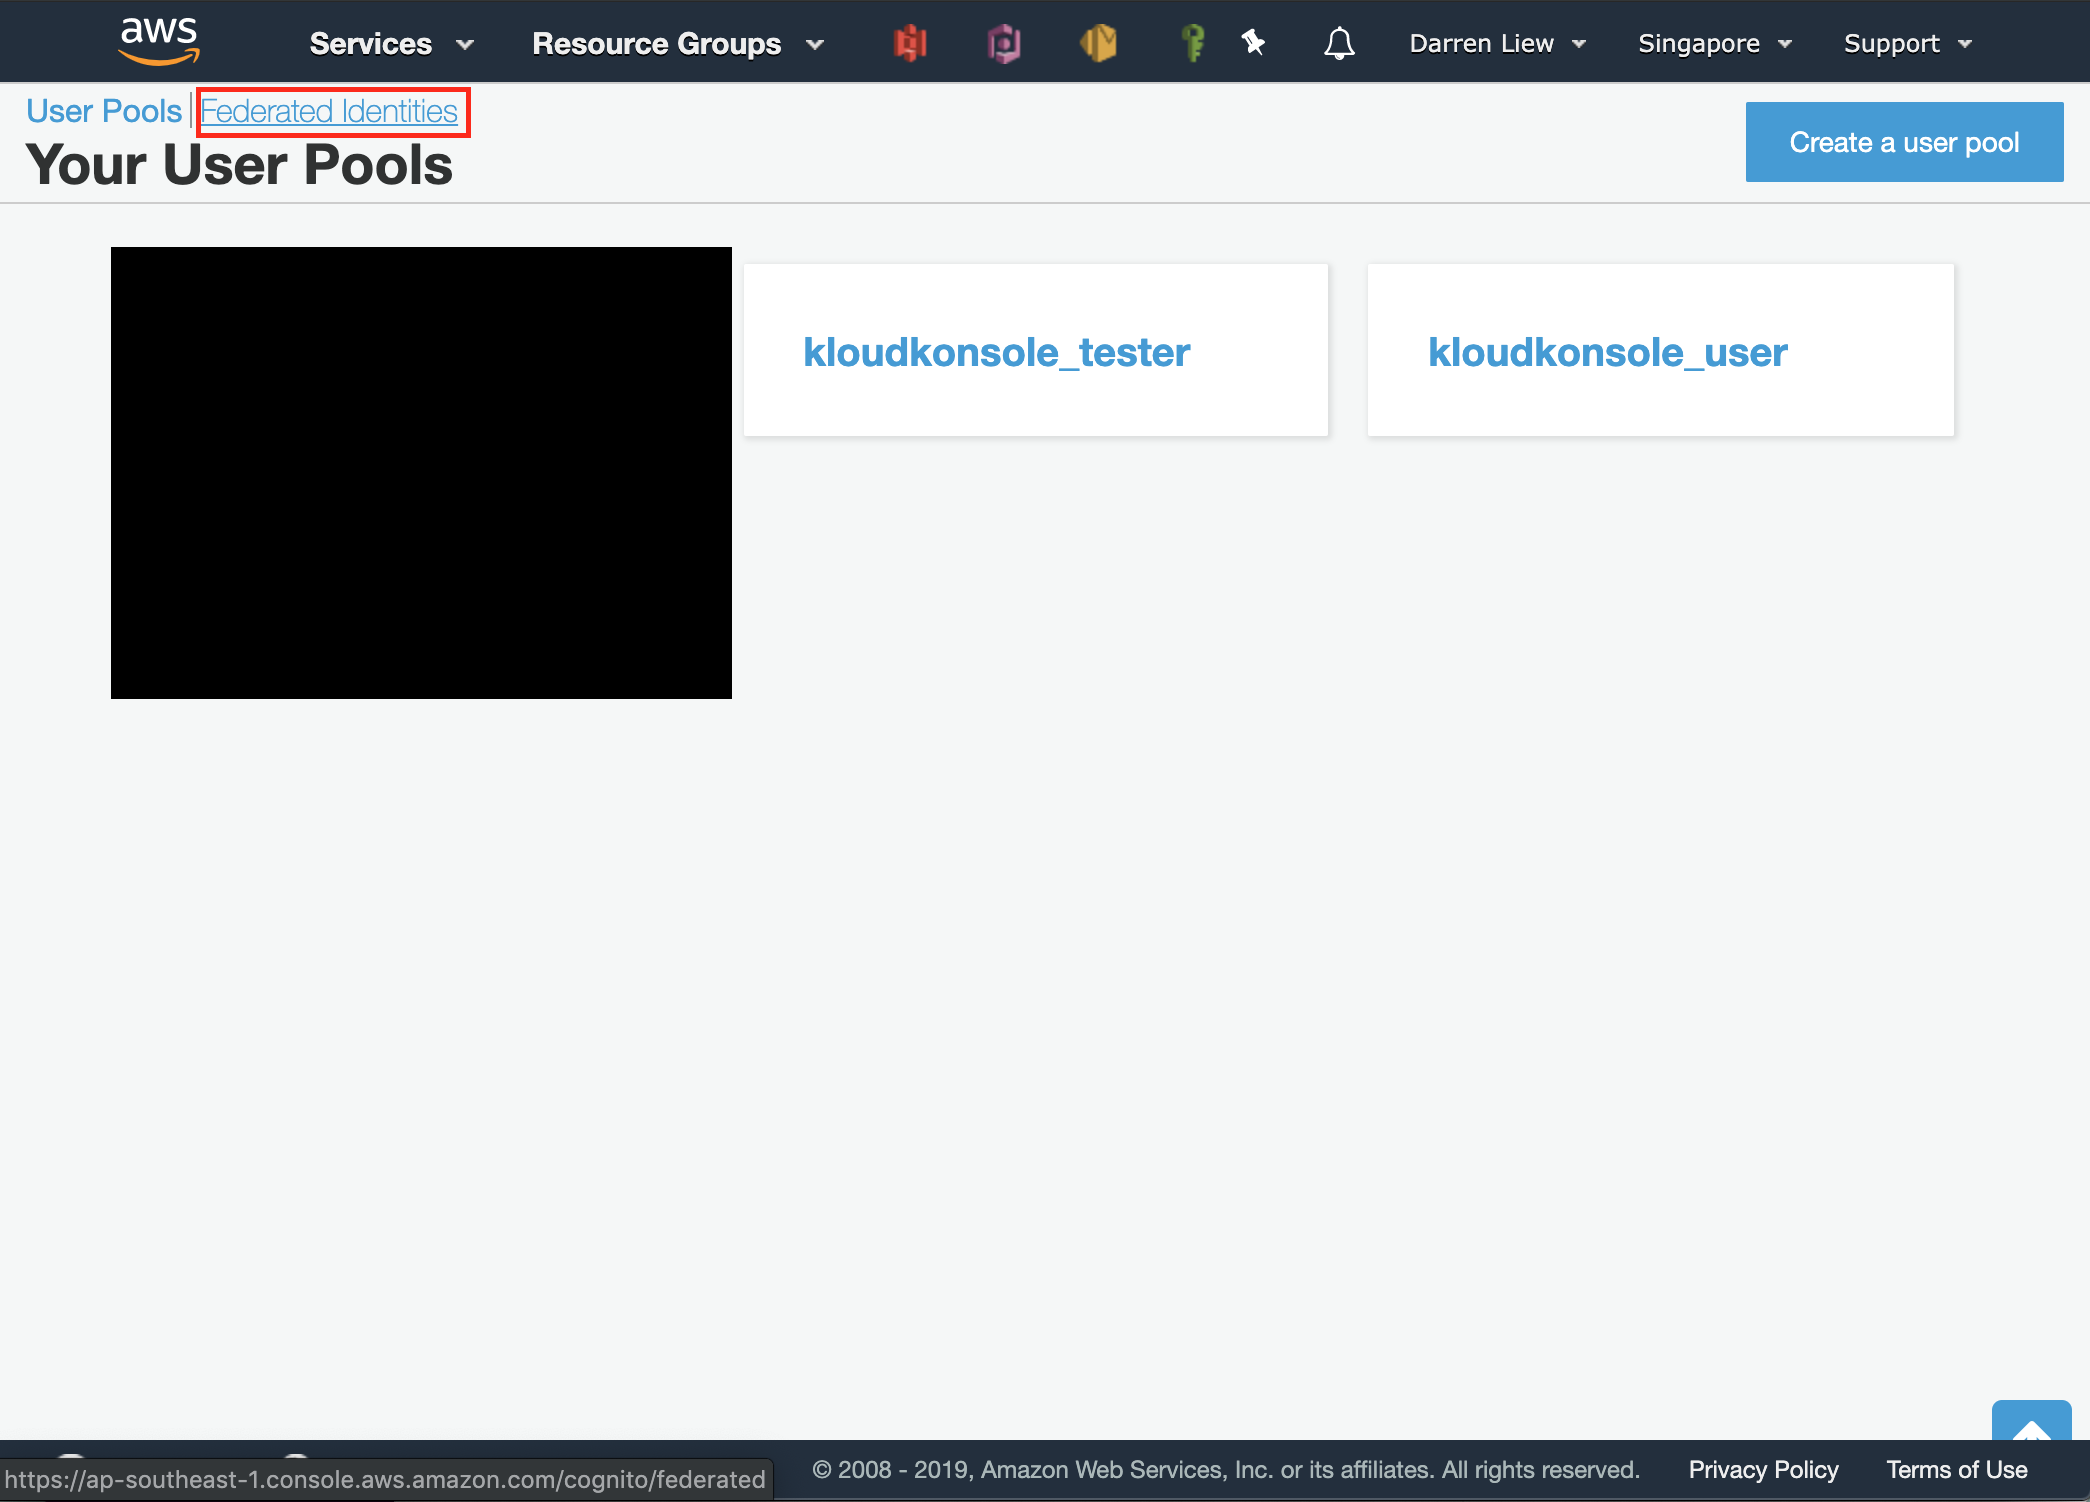 aws Services Resource Groups Darren Liew Singapore Support
User Pools Federated Identities
Your User Pools
Create a user pool
kloudkonsole_tester
kloudkonsole_user
https://ap-southeast-1.console.aws.amazon.com/cognito/federated
© 2008 - 2019, Amazon Web Services, Inc. or its affiliates. All rights reserved. Privacy Policy Terms of Use